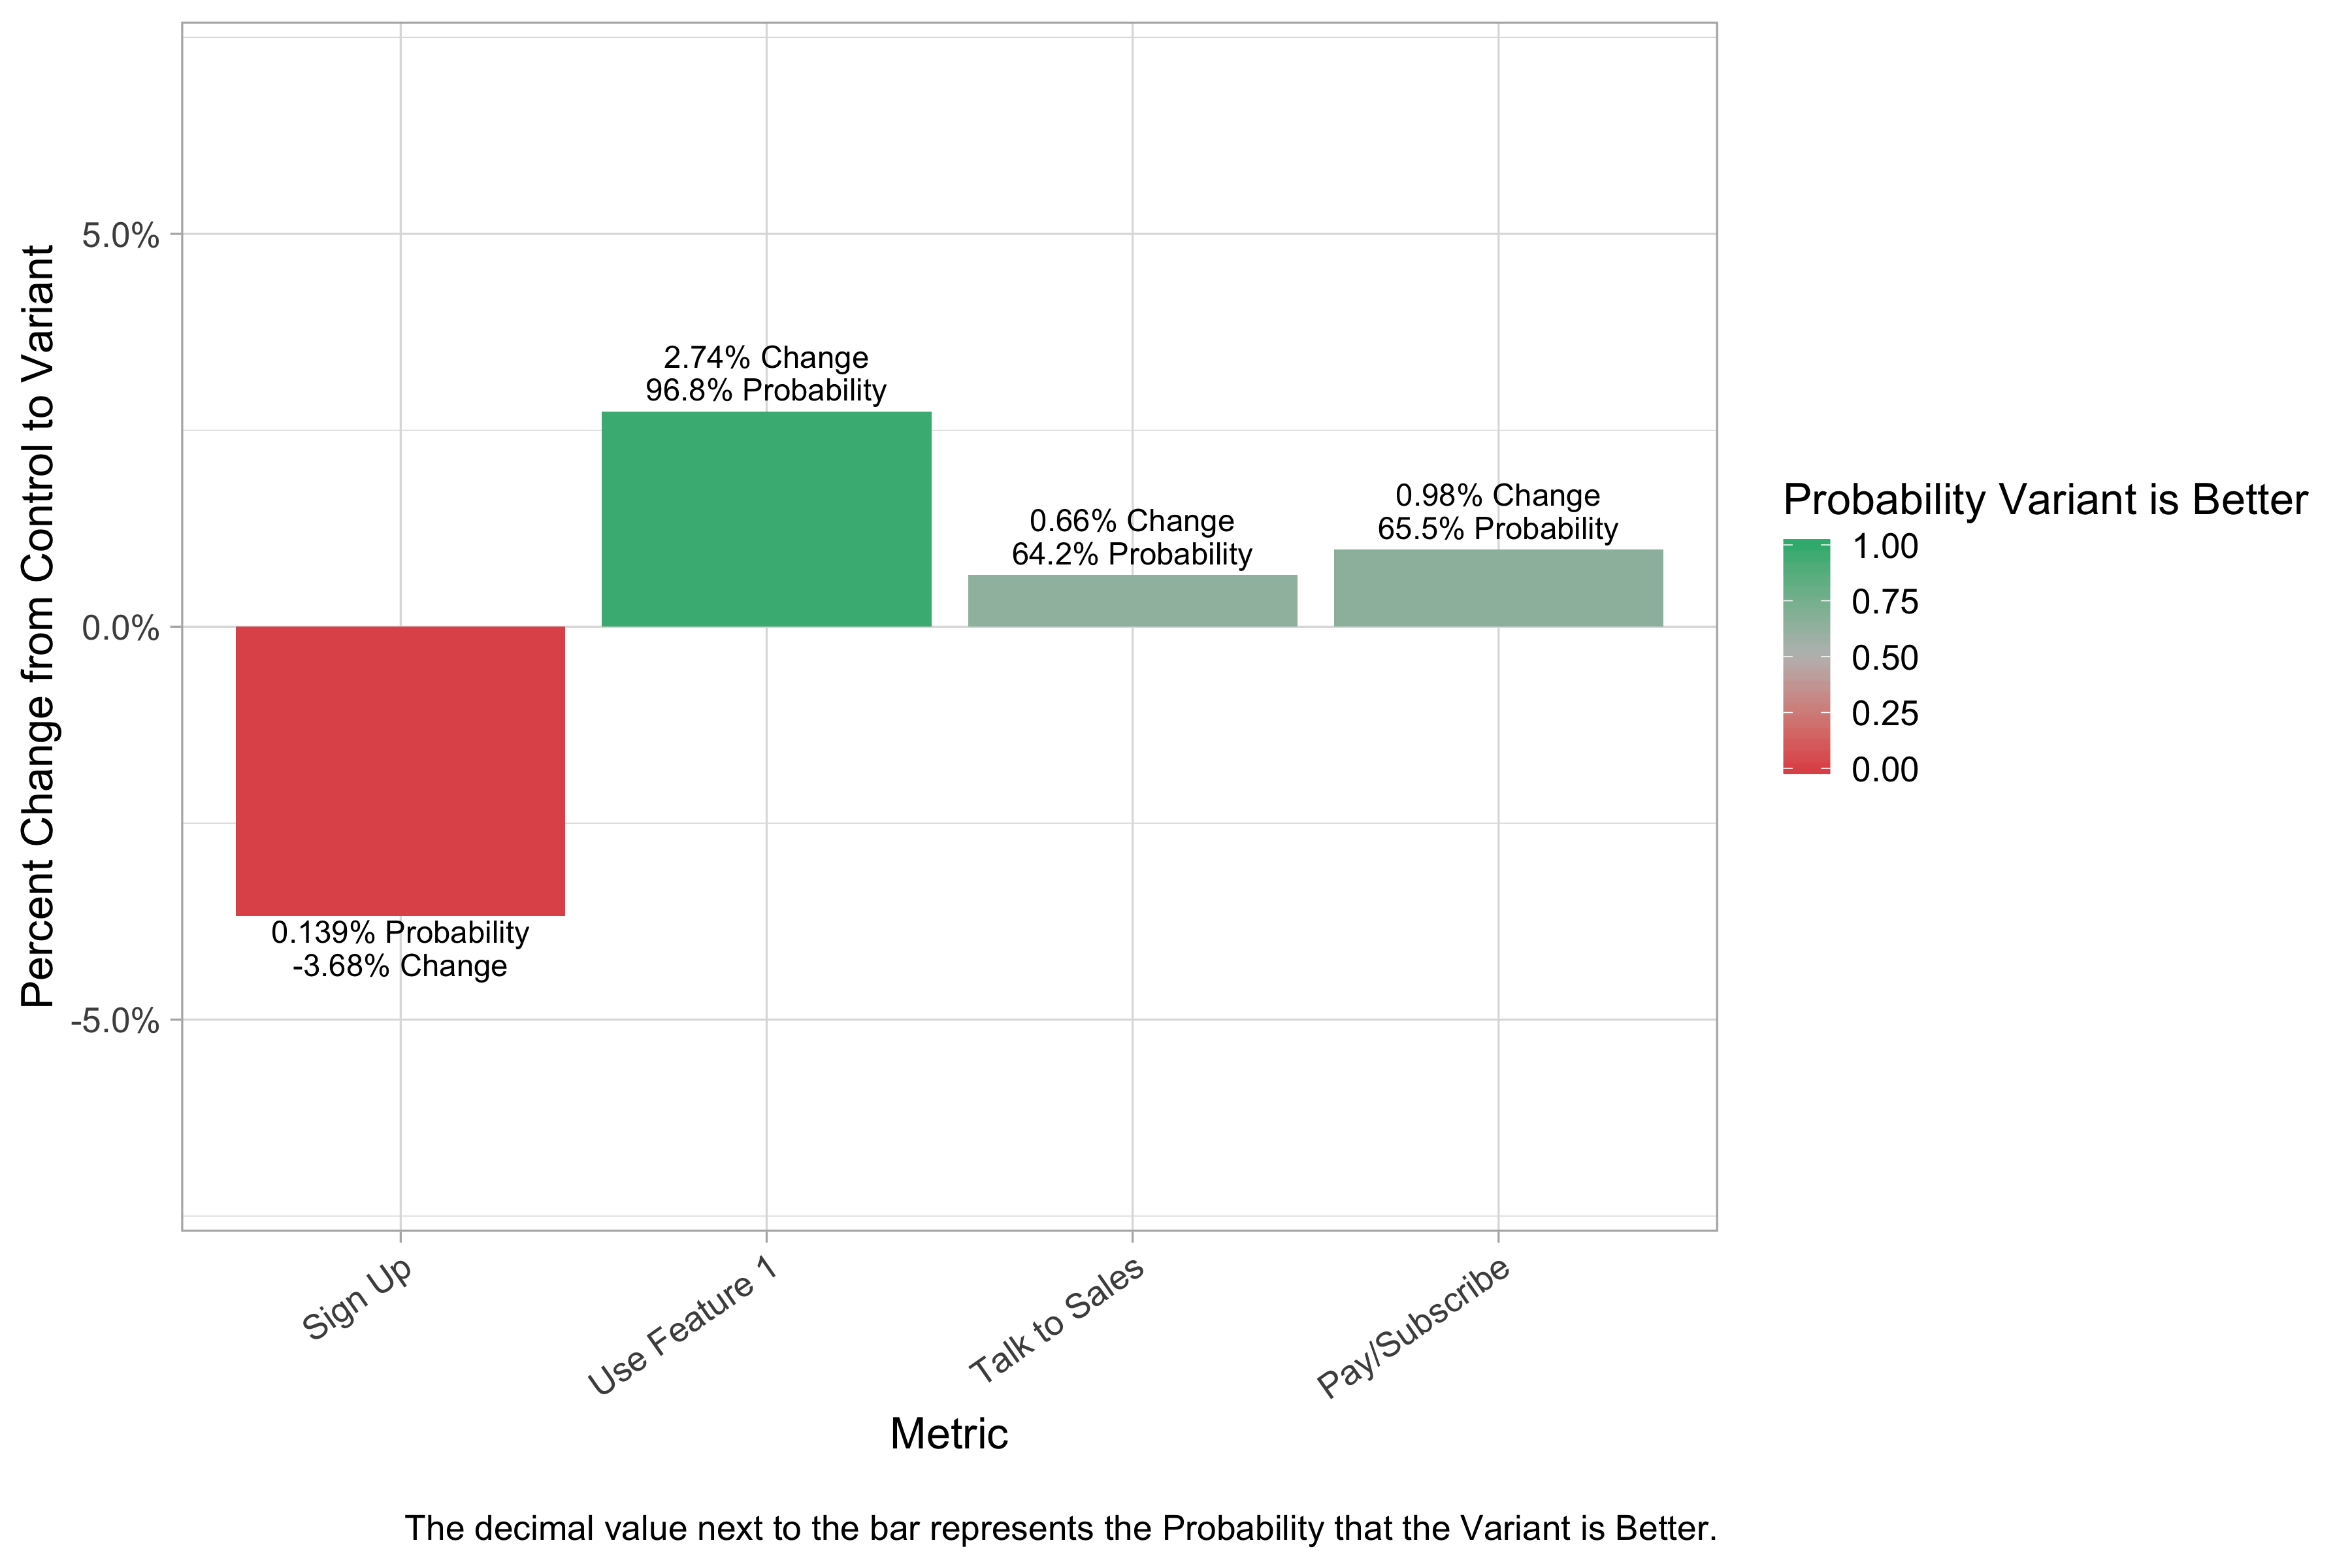 Percent Change from Control to Variant
5.0%
0.0%
-5.0%
2.74% Change
96.8% Probability
0.66% Change
64.2% Probability
0.98% Change
65.5% Probability
0.139% Probability
-3.68% Change
Sign Up
Use Feature 1
Talk to Sales
Pay/Subscribe
Metric
Probability Variant is Better
1.00
0.75
0.50
0.25
0.00
The decimal value next to the bar represents the Probability that the Variant is Better.